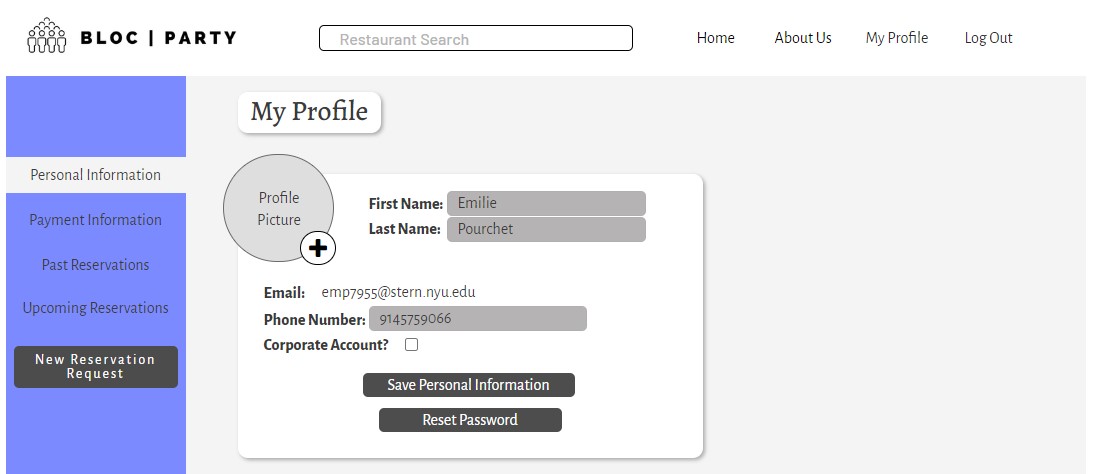 BLOC | PARTY
Restaurant Search
Home
About Us
My Profile
Log Out
My Profile
Personal Information
Payment Information
Past Reservations
Upcoming Reservations
New Reservation
Request
Profile
Picture
First Name: Emilie
Last Name: Pourchet
Email: emp7955@stern.nyu.edu
Phone Number: 9145759066
Corporate Account?
Save Personal Information
Reset Password